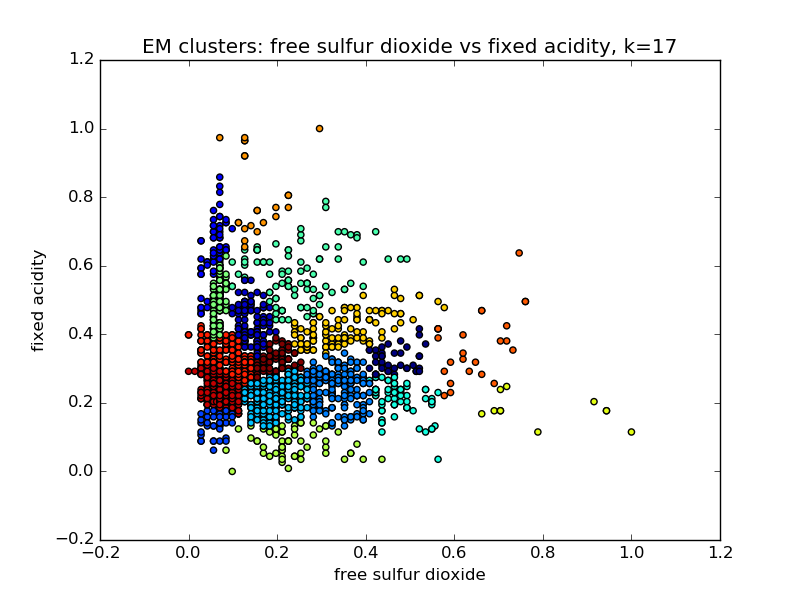 EM clusters: free sulfur dioxide vs fixed acidity, k=17
1.2
1.0
0.8
0.6
0.4
0.2
0.0
−0.2
fixed acidity
−0.2 0.0 0.2 0.4 0.6 0.8 1.0 1.2
free sulfur dioxide